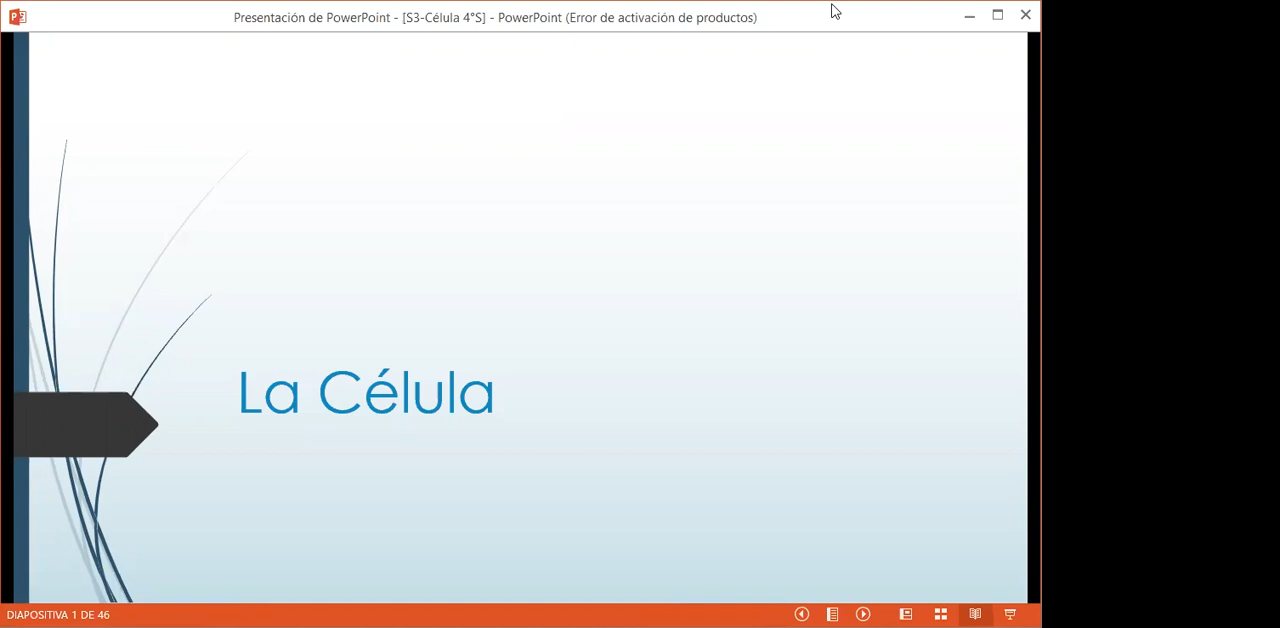 Presentación de PowerPoint - [S3-Célula 4°S] - PowerPoint (Error de activación de productos)
La Célula
DIAPOSITIVA 1 DE 46